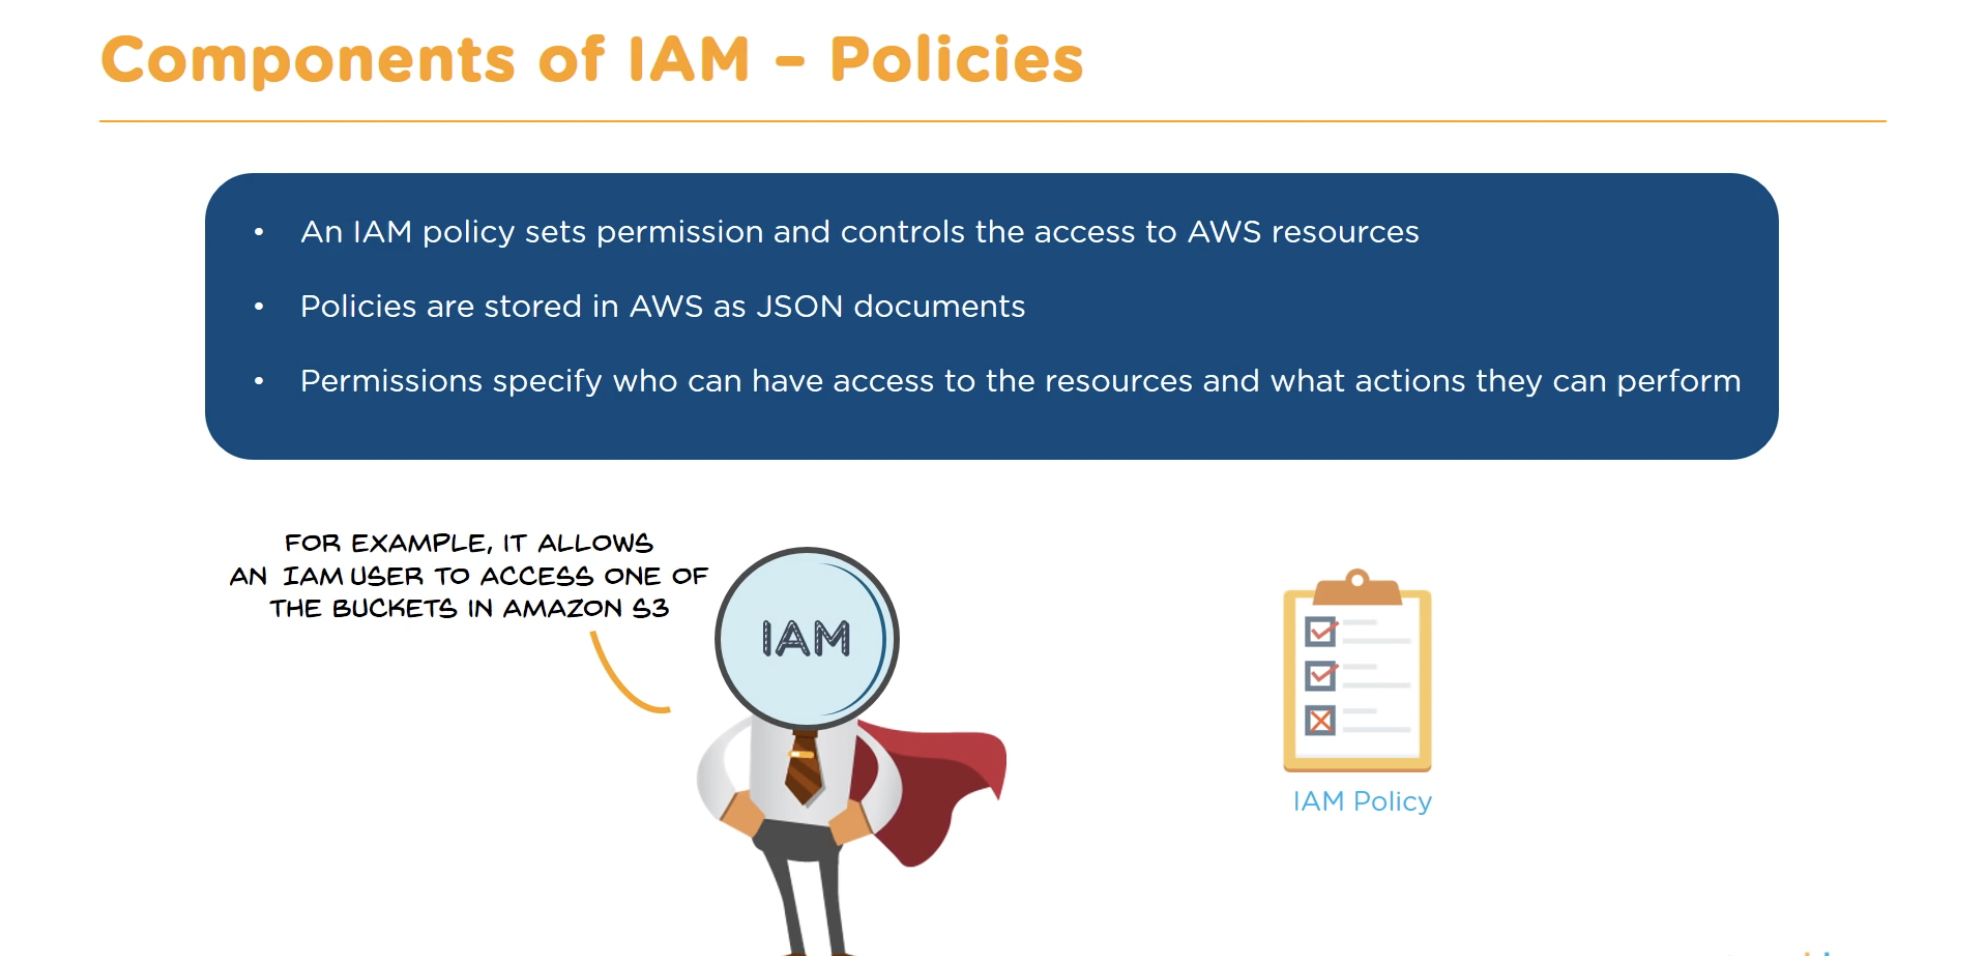 Components of IAM – Policies
• An IAM policy sets permission and controls the access to AWS resources
• Policies are stored in AWS as JSON documents
• Permissions specify who can have access to the resources and what actions they can perform
FOR EXAMPLE, IT ALLOWS
AN IAM USER TO ACCESS ONE OF
THE BUCKETS IN AMAZON S3
IAM
IAM Policy